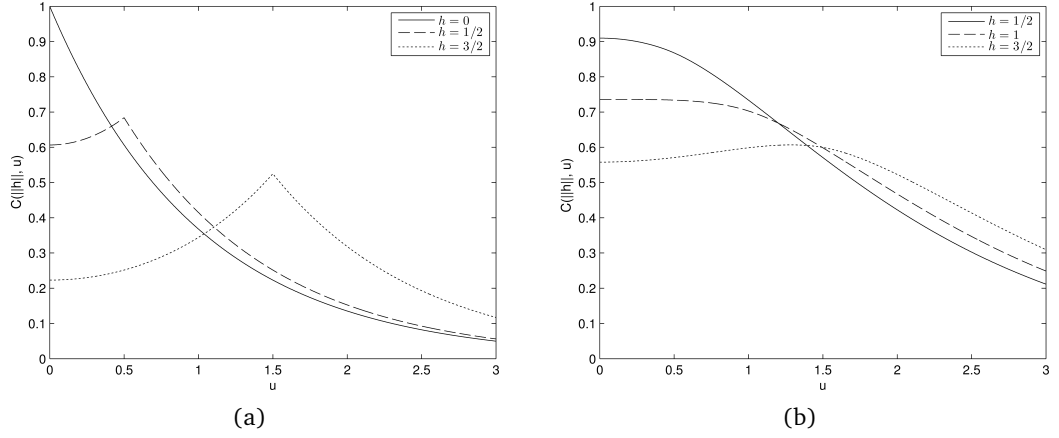 1
0.9
0.8
0.7
0.6
0.5
0.4
0.3
0.2
0.1
0
C(||h||, u)
0 0.5 1 1.5 2 2.5 3
u
h = 0
h = 1/2
h = 3/2
(a)
1
0.9
0.8
0.7
0.6
0.5
0.4
0.3
0.2
0.1
0
C(||h||, u)
0 0.5 1 1.5 2 2.5 3
u
h = 1/2
h = 1
h = 3/2
(b)